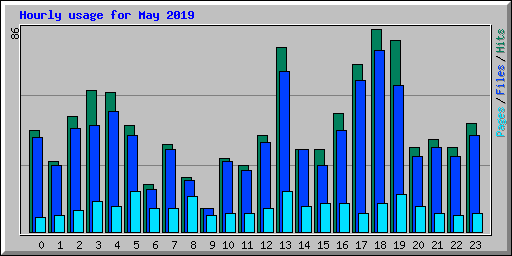 Hourly usage for May 2019
86
Pages / Files / Hits
0 1 2 3 4 5 6 7 8 9 10 11 12 13 14 15 16 17 18 19 20 21 22 23